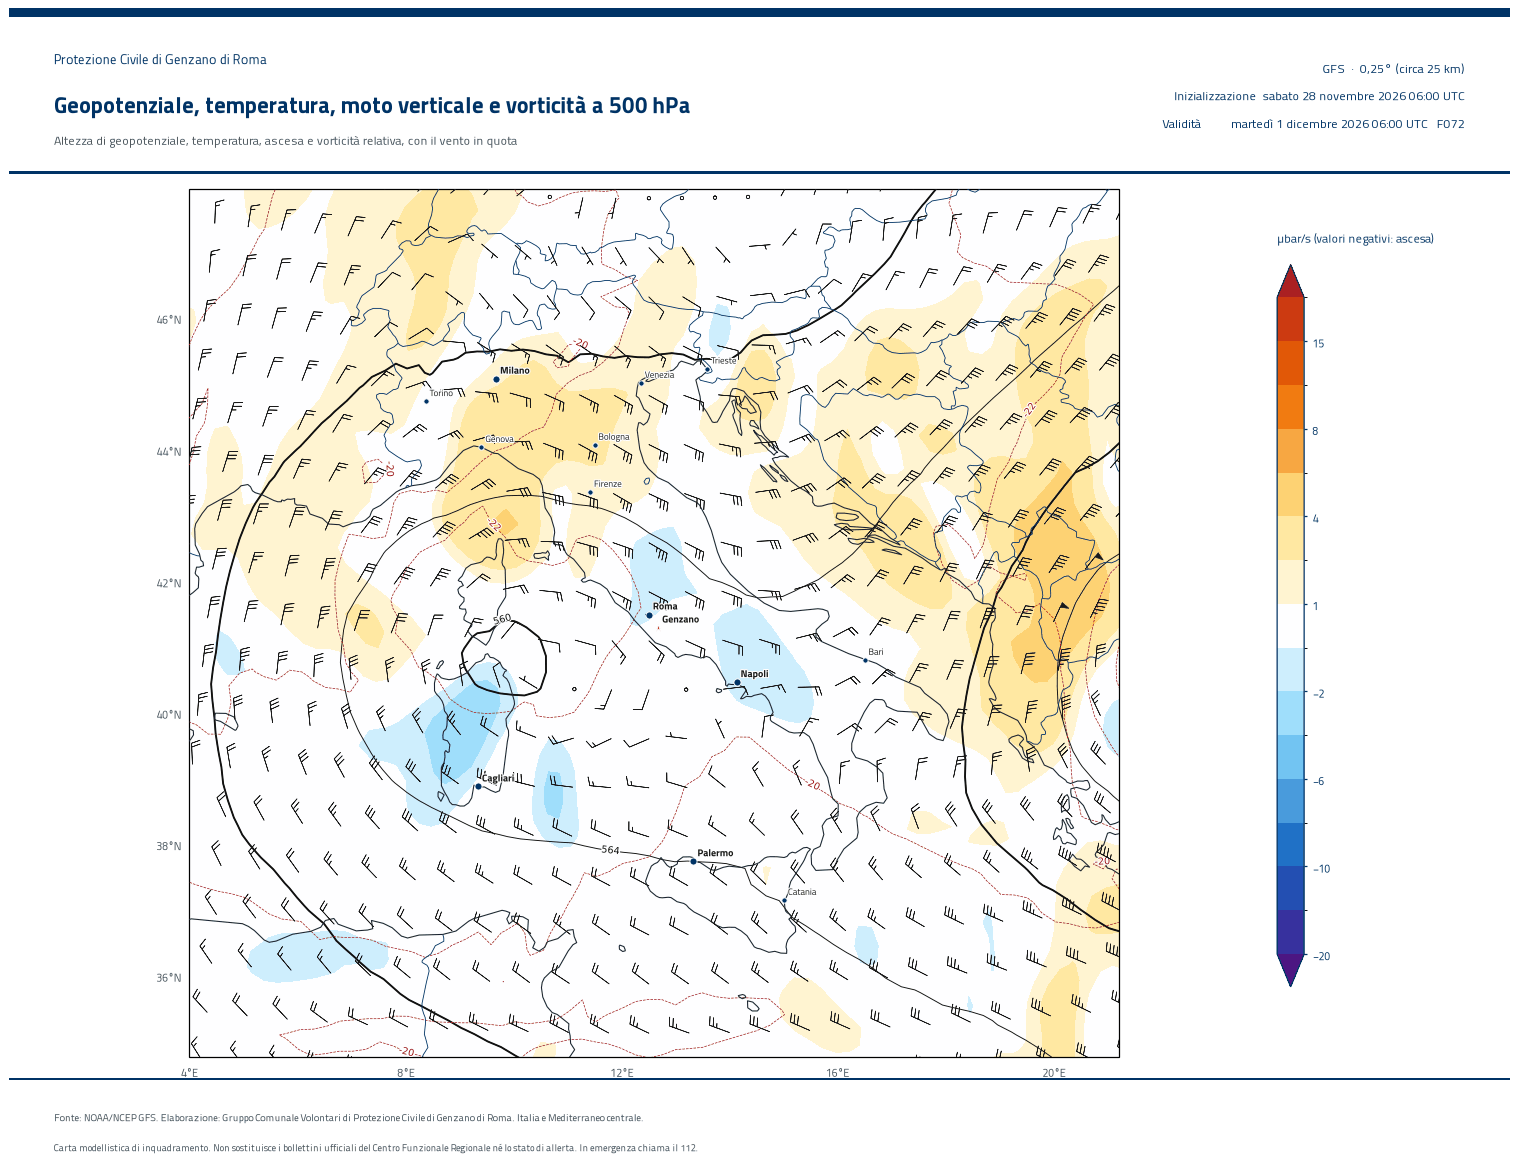 Protezione Civile di Genzano di Roma
Geopotenziale, temperatura, moto verticale e vorticità a 500 hPa
Altezza di geopotenziale, temperatura, ascesa e vorticità relativa, con il vento in quota
GFS · 0,25° (circa 25 km)
Inizializzazione sabato 28 novembre 2026 06:00 UTC
Validità martedì 1 dicembre 2026 06:00 UTC F072
µbar/s (valori negativi: ascesa)
15
8
4
1
−2
−6
−10
−20
46°N
44°N
42°N
40°N
38°N
36°N
4°E
8°E
12°E
16°E
20°E
-20
Trieste
Milano
Venezia
Torino
-22
Genova
Bologna
-20
Firenze
-22
Roma
Genzano
560
Bari
Napoli
Cagliari
-20
564
Palermo
-20
Catania
-20
Fonte: NOAA/NCEP GFS. Elaborazione: Gruppo Comunale Volontari di Protezione Civile di Genzano di Roma. Italia e Mediterraneo centrale.
Carta modellistica di inquadramento. Non sostituisce i bollettini ufficiali del Centro Funzionale Regionale né lo stato di allerta. In emergenza chiama il 112.